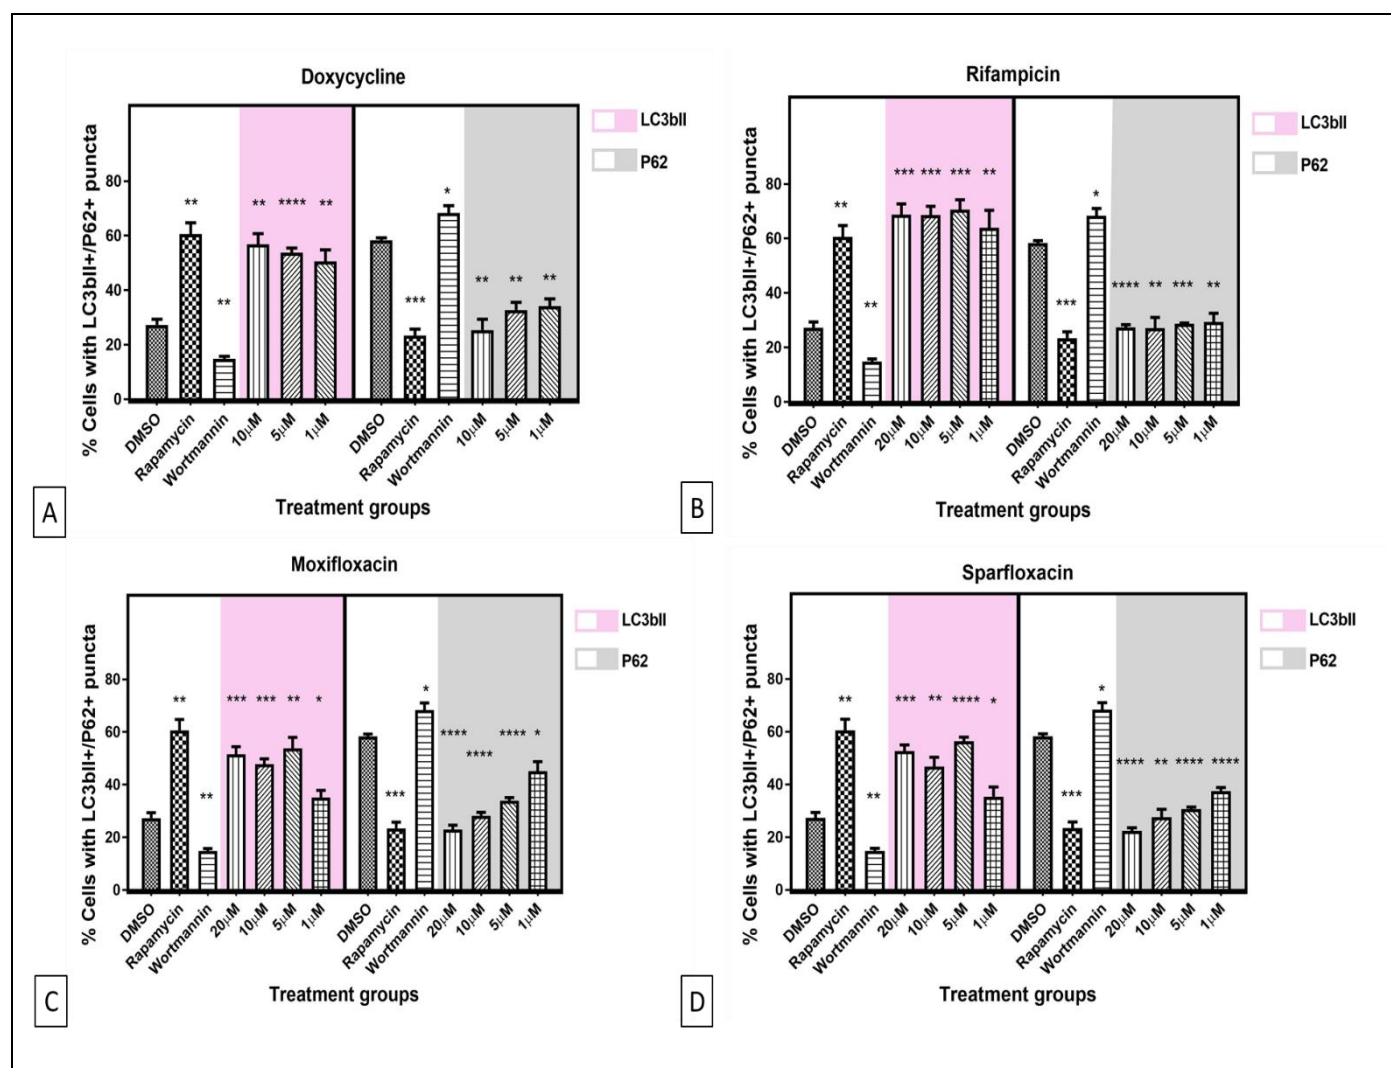 Doxycycline
% Cells with LC3bII+/P62+ puncta
80
60
40
20
0
** ** ** **** **
*** * ** ** **
DMSO Rapamycin Wortmannin 10μM 5μM 1μM DMSO Rapamycin Wortmannin 10μM 5μM 1μM
Treatment groups
LC3bII
P62
A
Rifampicin
% Cells with LC3bII+/P62+ puncta
80
60
40
20
0
** ** *** *** *** **
*** * **** ** *** **
DMSO Rapamycin Wortmannin 20μM 10μM 5μM 1μM DMSO Rapamycin Wortmannin 20μM 10μM 5μM 1μM
Treatment groups
LC3bII
P62
B
Moxifloxacin
% Cells with LC3bII+/P62+ puncta
80
60
40
20
0
** ** *** *** ** *
*** * **** **** **** *
DMSO Rapamycin Wortmannin 20μM 10μM 5μM 1μM DMSO Rapamycin Wortmannin 20μM 10μM 5μM 1μM
Treatment groups
LC3bII
P62
C
Sparfloxacin
% Cells with LC3bII+/P62+ puncta
80
60
40
20
0
** ** *** ** **** *
*** * **** ** **** ****
DMSO Rapamycin Wortmannin 20μM 10μM 5μM 1μM DMSO Rapamycin Wortmannin 20μM 10μM 5μM 1μM
Treatment groups
LC3bII
P62
D